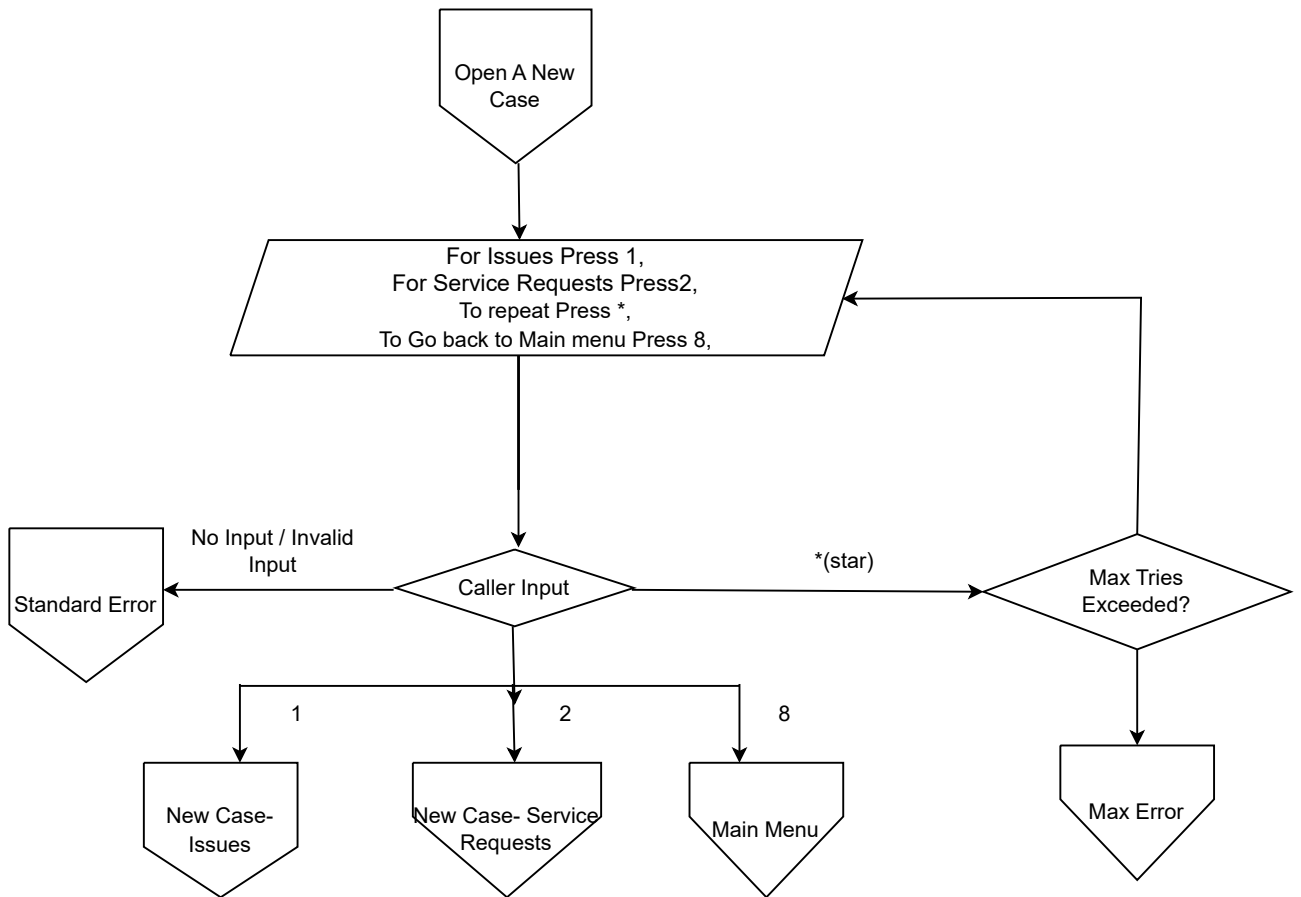 Open A New
Case
For Issues Press 1,
For Service Requests Press2,
To repeat Press *,
To Go back to Main menu Press 8,
No Input / Invalid
Input
Standard Error
Caller Input
*(star)
Max Tries
Exceeded?
1
2
8
New Case-
Issues
New Case- Service
Requests
Main Menu
Max Error